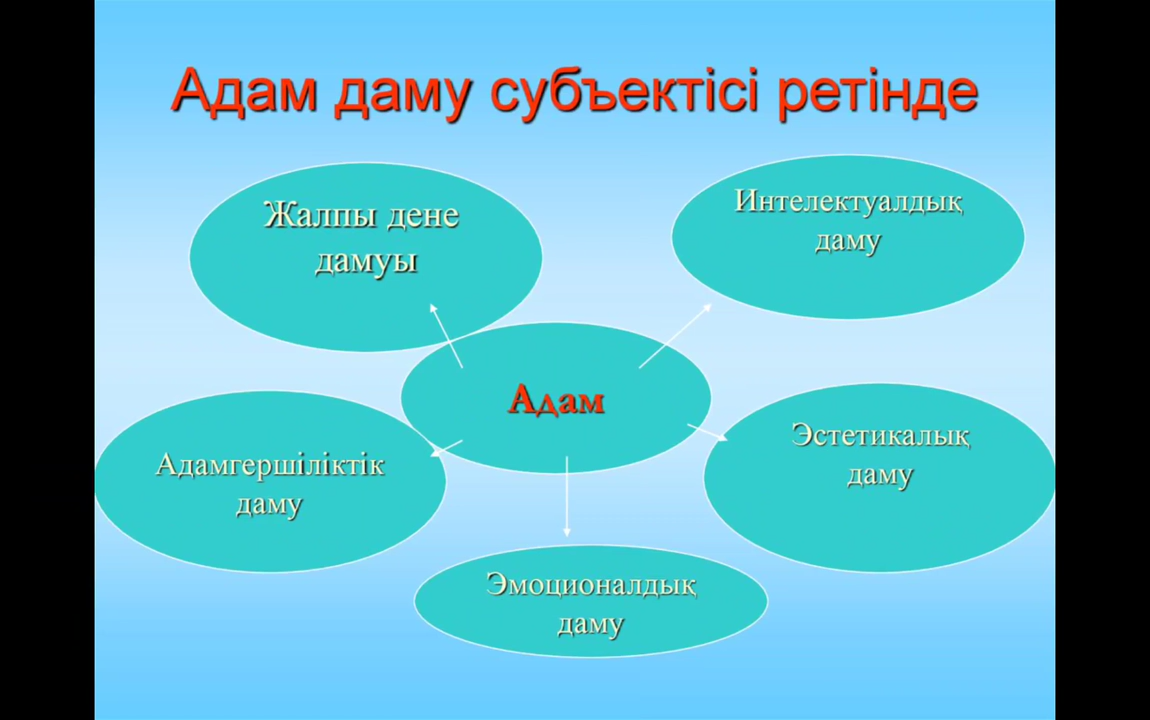 Адам даму субъектісі ретінде
Жалпы дене
дамуы
Интелектуалдық
даму
Адам
Адамгершіліктік
даму
Эстетикалық
даму
Эмоционалдық
даму